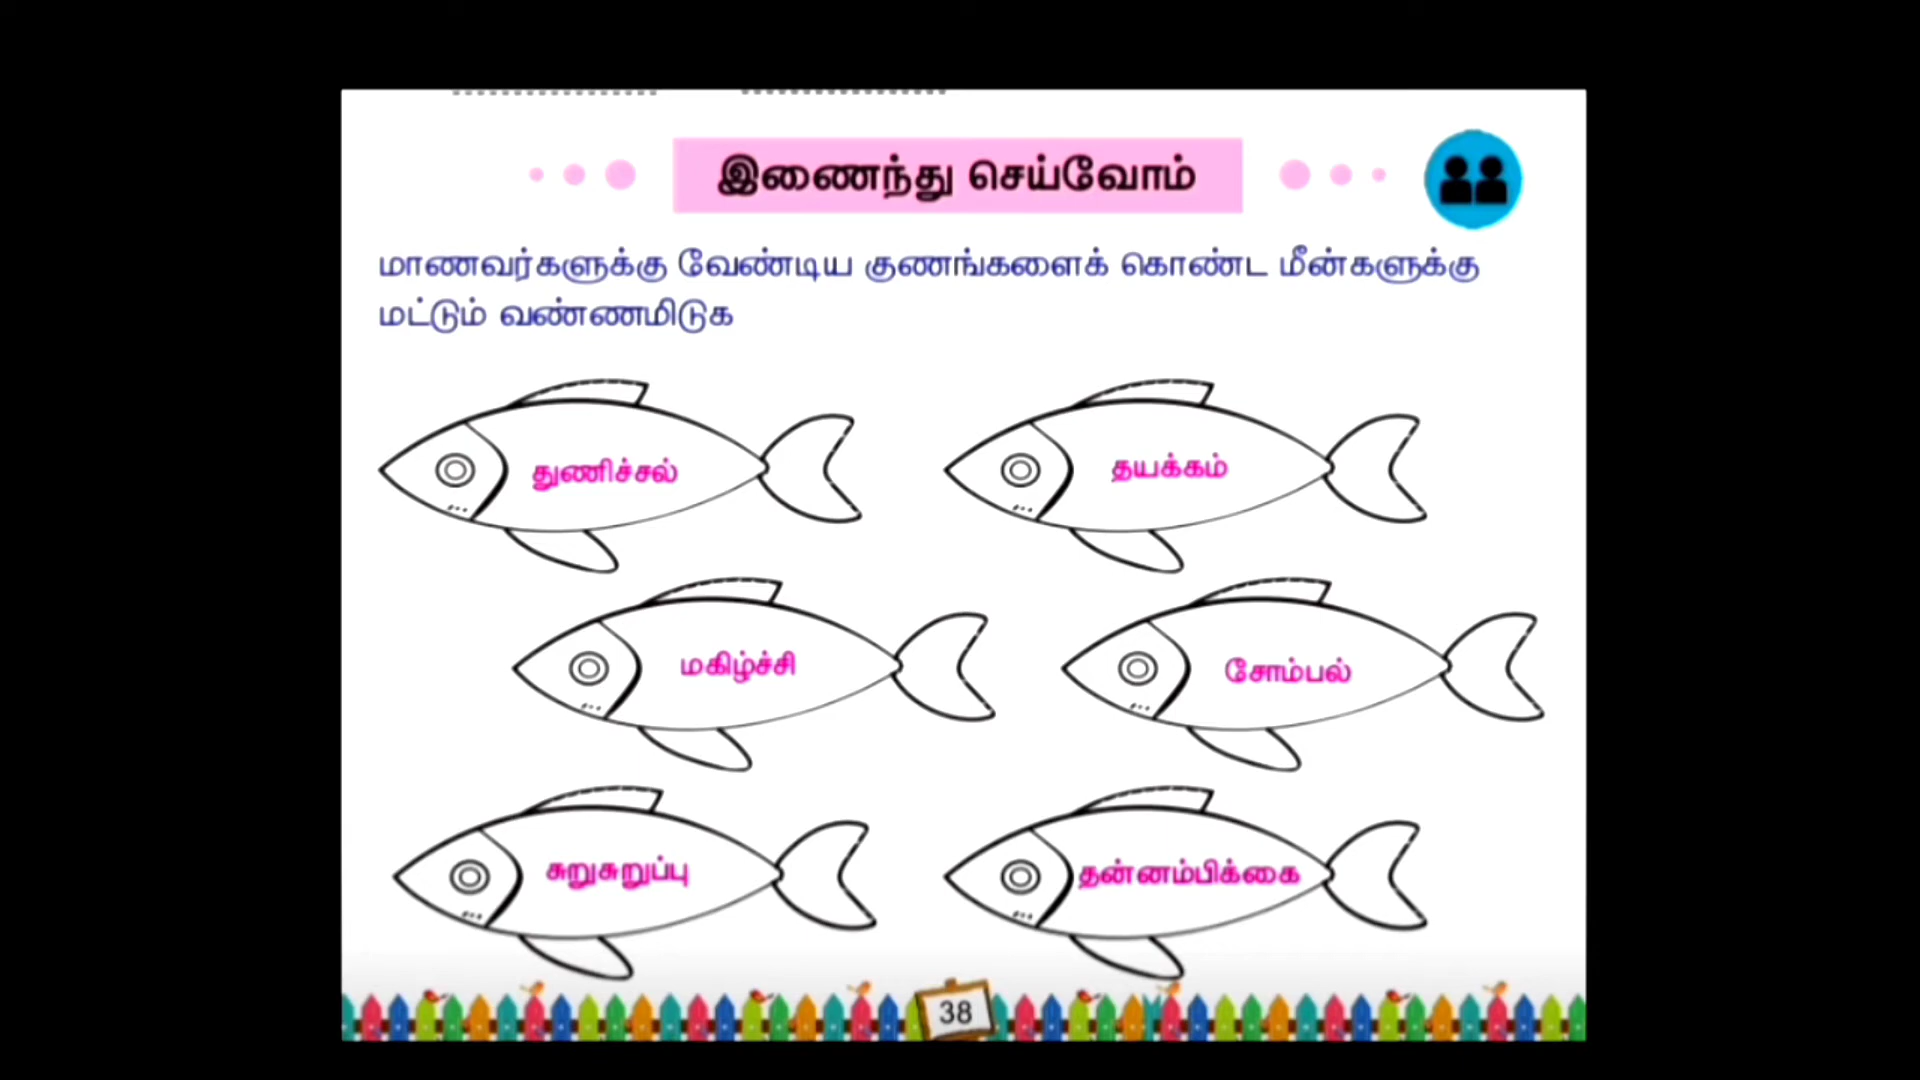 இணைந்து செய்வோம்
மாணவர்களுக்கு வேண்டிய குணங்களைக் கொண்ட மீன்களுக்கு
மட்டும் வண்ணமிடுக
துணிச்சல்
தயக்கம்
மகிழ்ச்சி
சோம்பல்
சுறுசுறுப்பு
தன்னம்பிக்கை
38